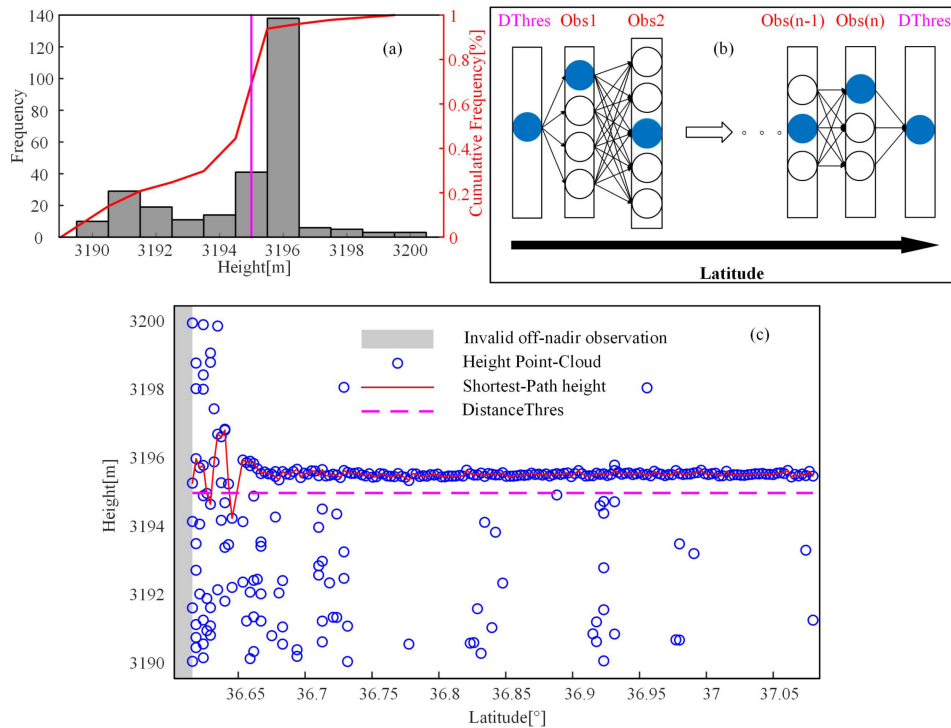 (a)
Frequency
140
120
100
80
60
40
20
0
3190 3192 3194 3196 3198 3200
Height[m]
1
0.8
0.6
0.4
0.2
0
Cumulative Frequency[%]
DThres Obs1 Obs2 (b) Obs(n-1) Obs(n) DThres
Latitude
(c)
Invalid off-nadir observation
Height Point-Cloud
Shortest-Path height
DistanceThres
Height[m]
3200
3198
3196
3194
3192
3190
36.65 36.7 36.75 36.8 36.85 36.9 36.95 37 37.05
Latitude[°]